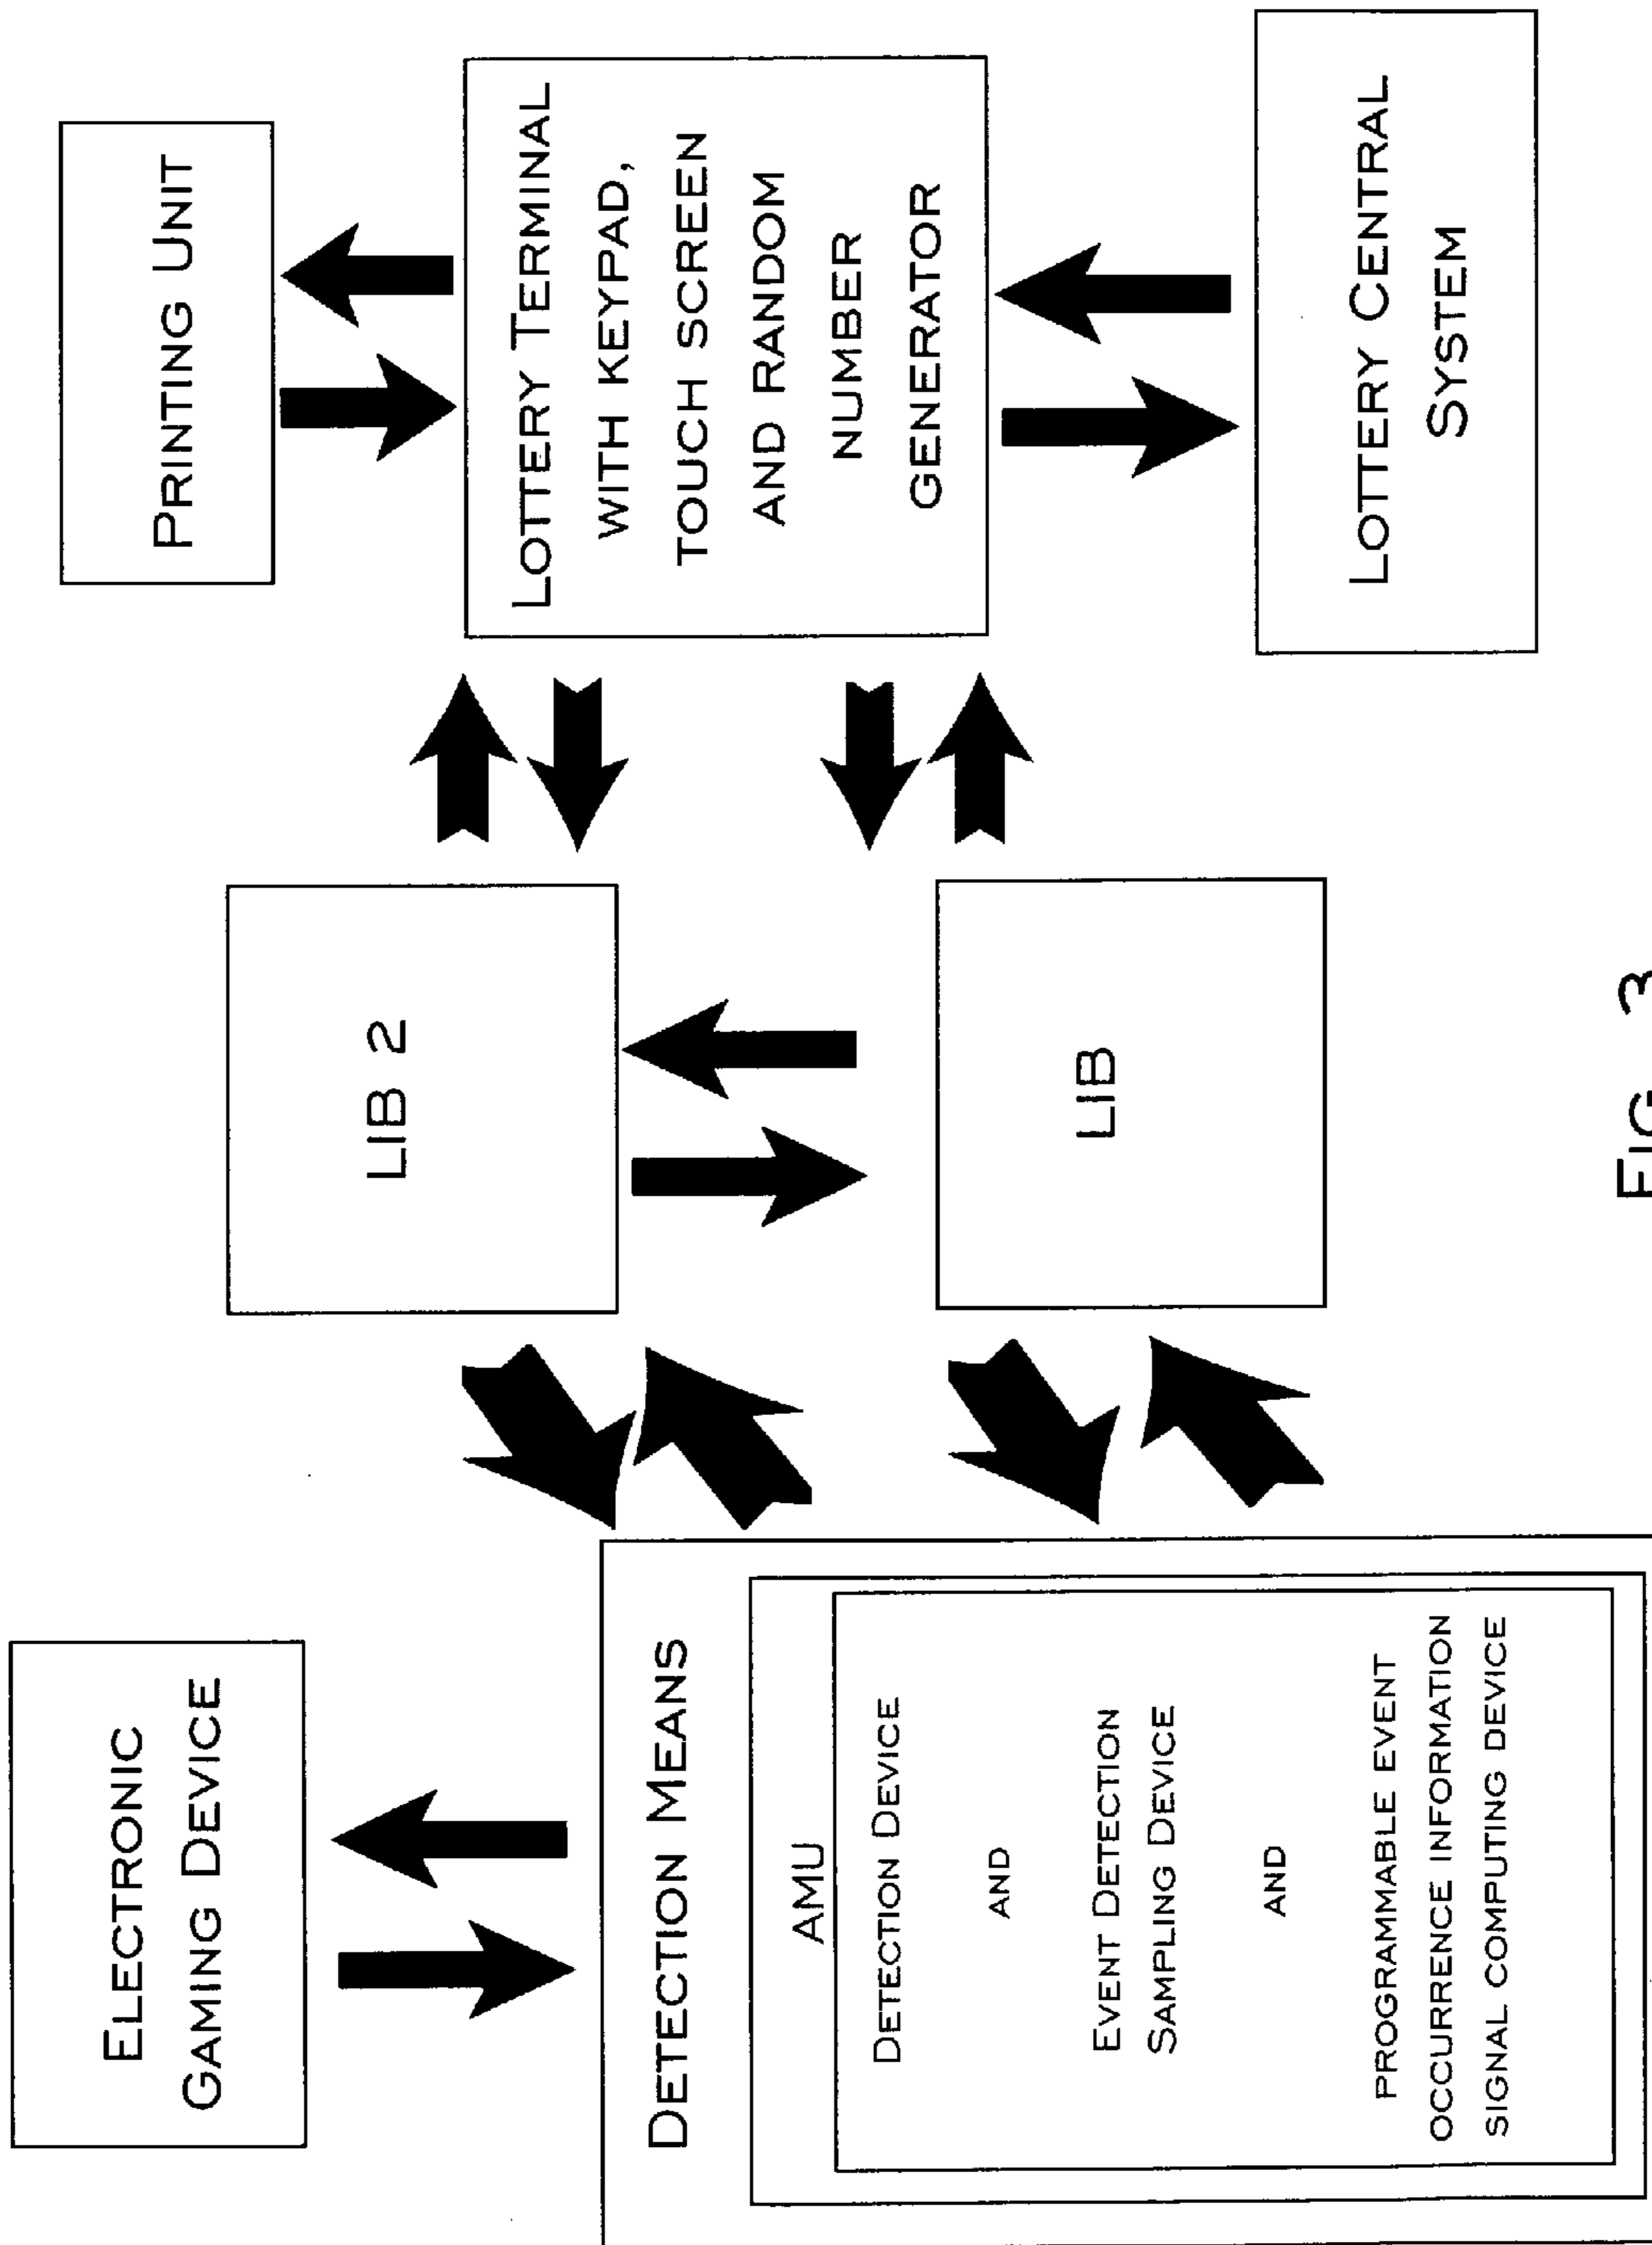 Electronic
Gaming Device
Detection Means
AMU
Detection Device
and
Event Detection
Sampling Device
and
programmable event
occurrence information
signal computing device
LIB 2
LIB
Printing Unit
Lottery Terminal
with keypad,
touch screen
and random
number
generator
Lottery Central
System
Fig. 3